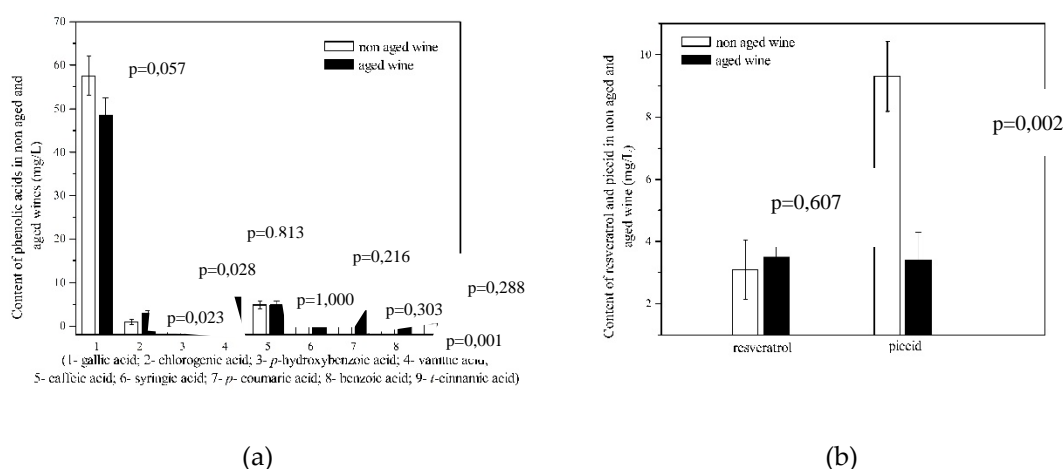 70
60
50
40
30
20
10
0
Content of phenolic acids in non aged and
aged wines (mg/L)
non aged wine
aged wine
p=0,057
p=0.813
p=0,028
p=0,023
p=1,000
p=0,216
p=0,303
p=0,288
p=0,001
1 2 3 4 5 6 7 8
(1- gallic acid; 2- chlorogenic acid; 3- p-hydroxybenzoic acid; 4- vanillic acid;
5- caffeic acid; 6- syringic acid; 7- p- coumaric acid; 8- benzoic acid; 9- t-cinnamic acid)
(a)
10
8
6
4
2
Content of resveratrol and piccid in non aged and
aged wine (mg/L)
non aged wine
aged wine
p=0,607
p=0,002
resveratrol piccid
(b)